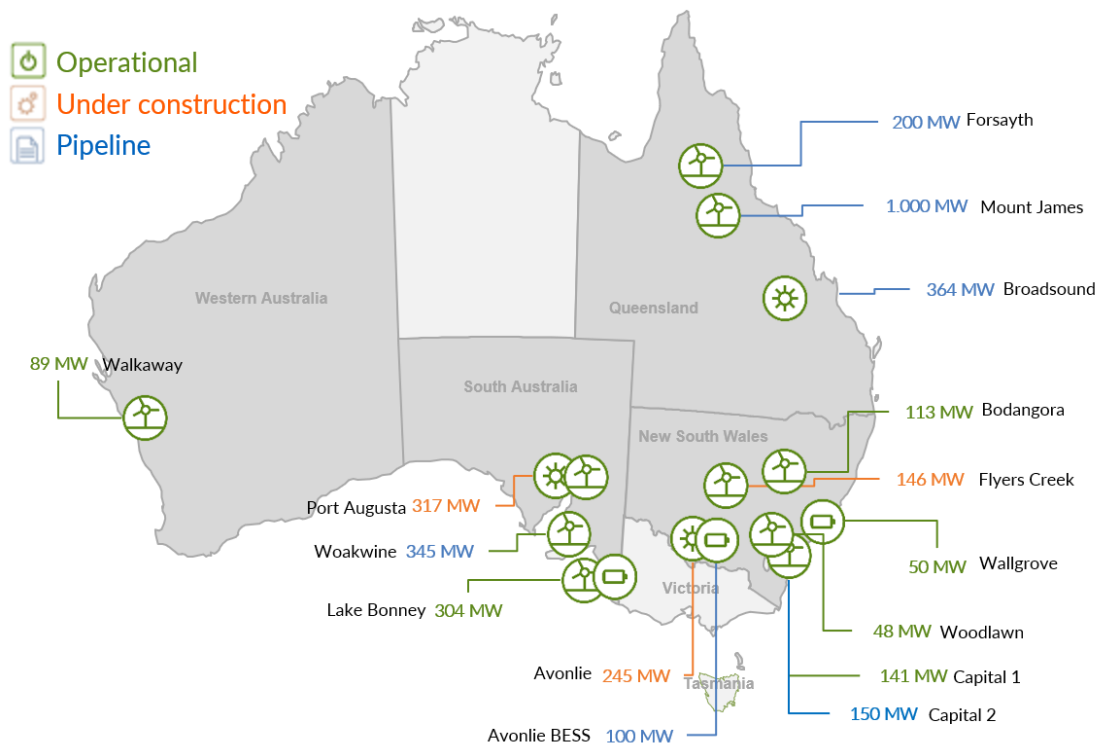 Operational
Under construction
Pipeline
200 MW Forsayth
1.000 MW Mount James
364 MW Broadsound
Western Australia
Queensland
89 MW Walkaway
South Australia
113 MW Bodangora
New South Wales
146 MW Flyers Creek
Port Augusta 317 MW
Woakwine 345 MW
50 MW Wallgrove
Victoria
Lake Bonney 304 MW
48 MW Woodlawn
Avonlie 245 MW
Tasmania
141 MW Capital 1
150 MW Capital 2
Avonlie BESS 100 MW